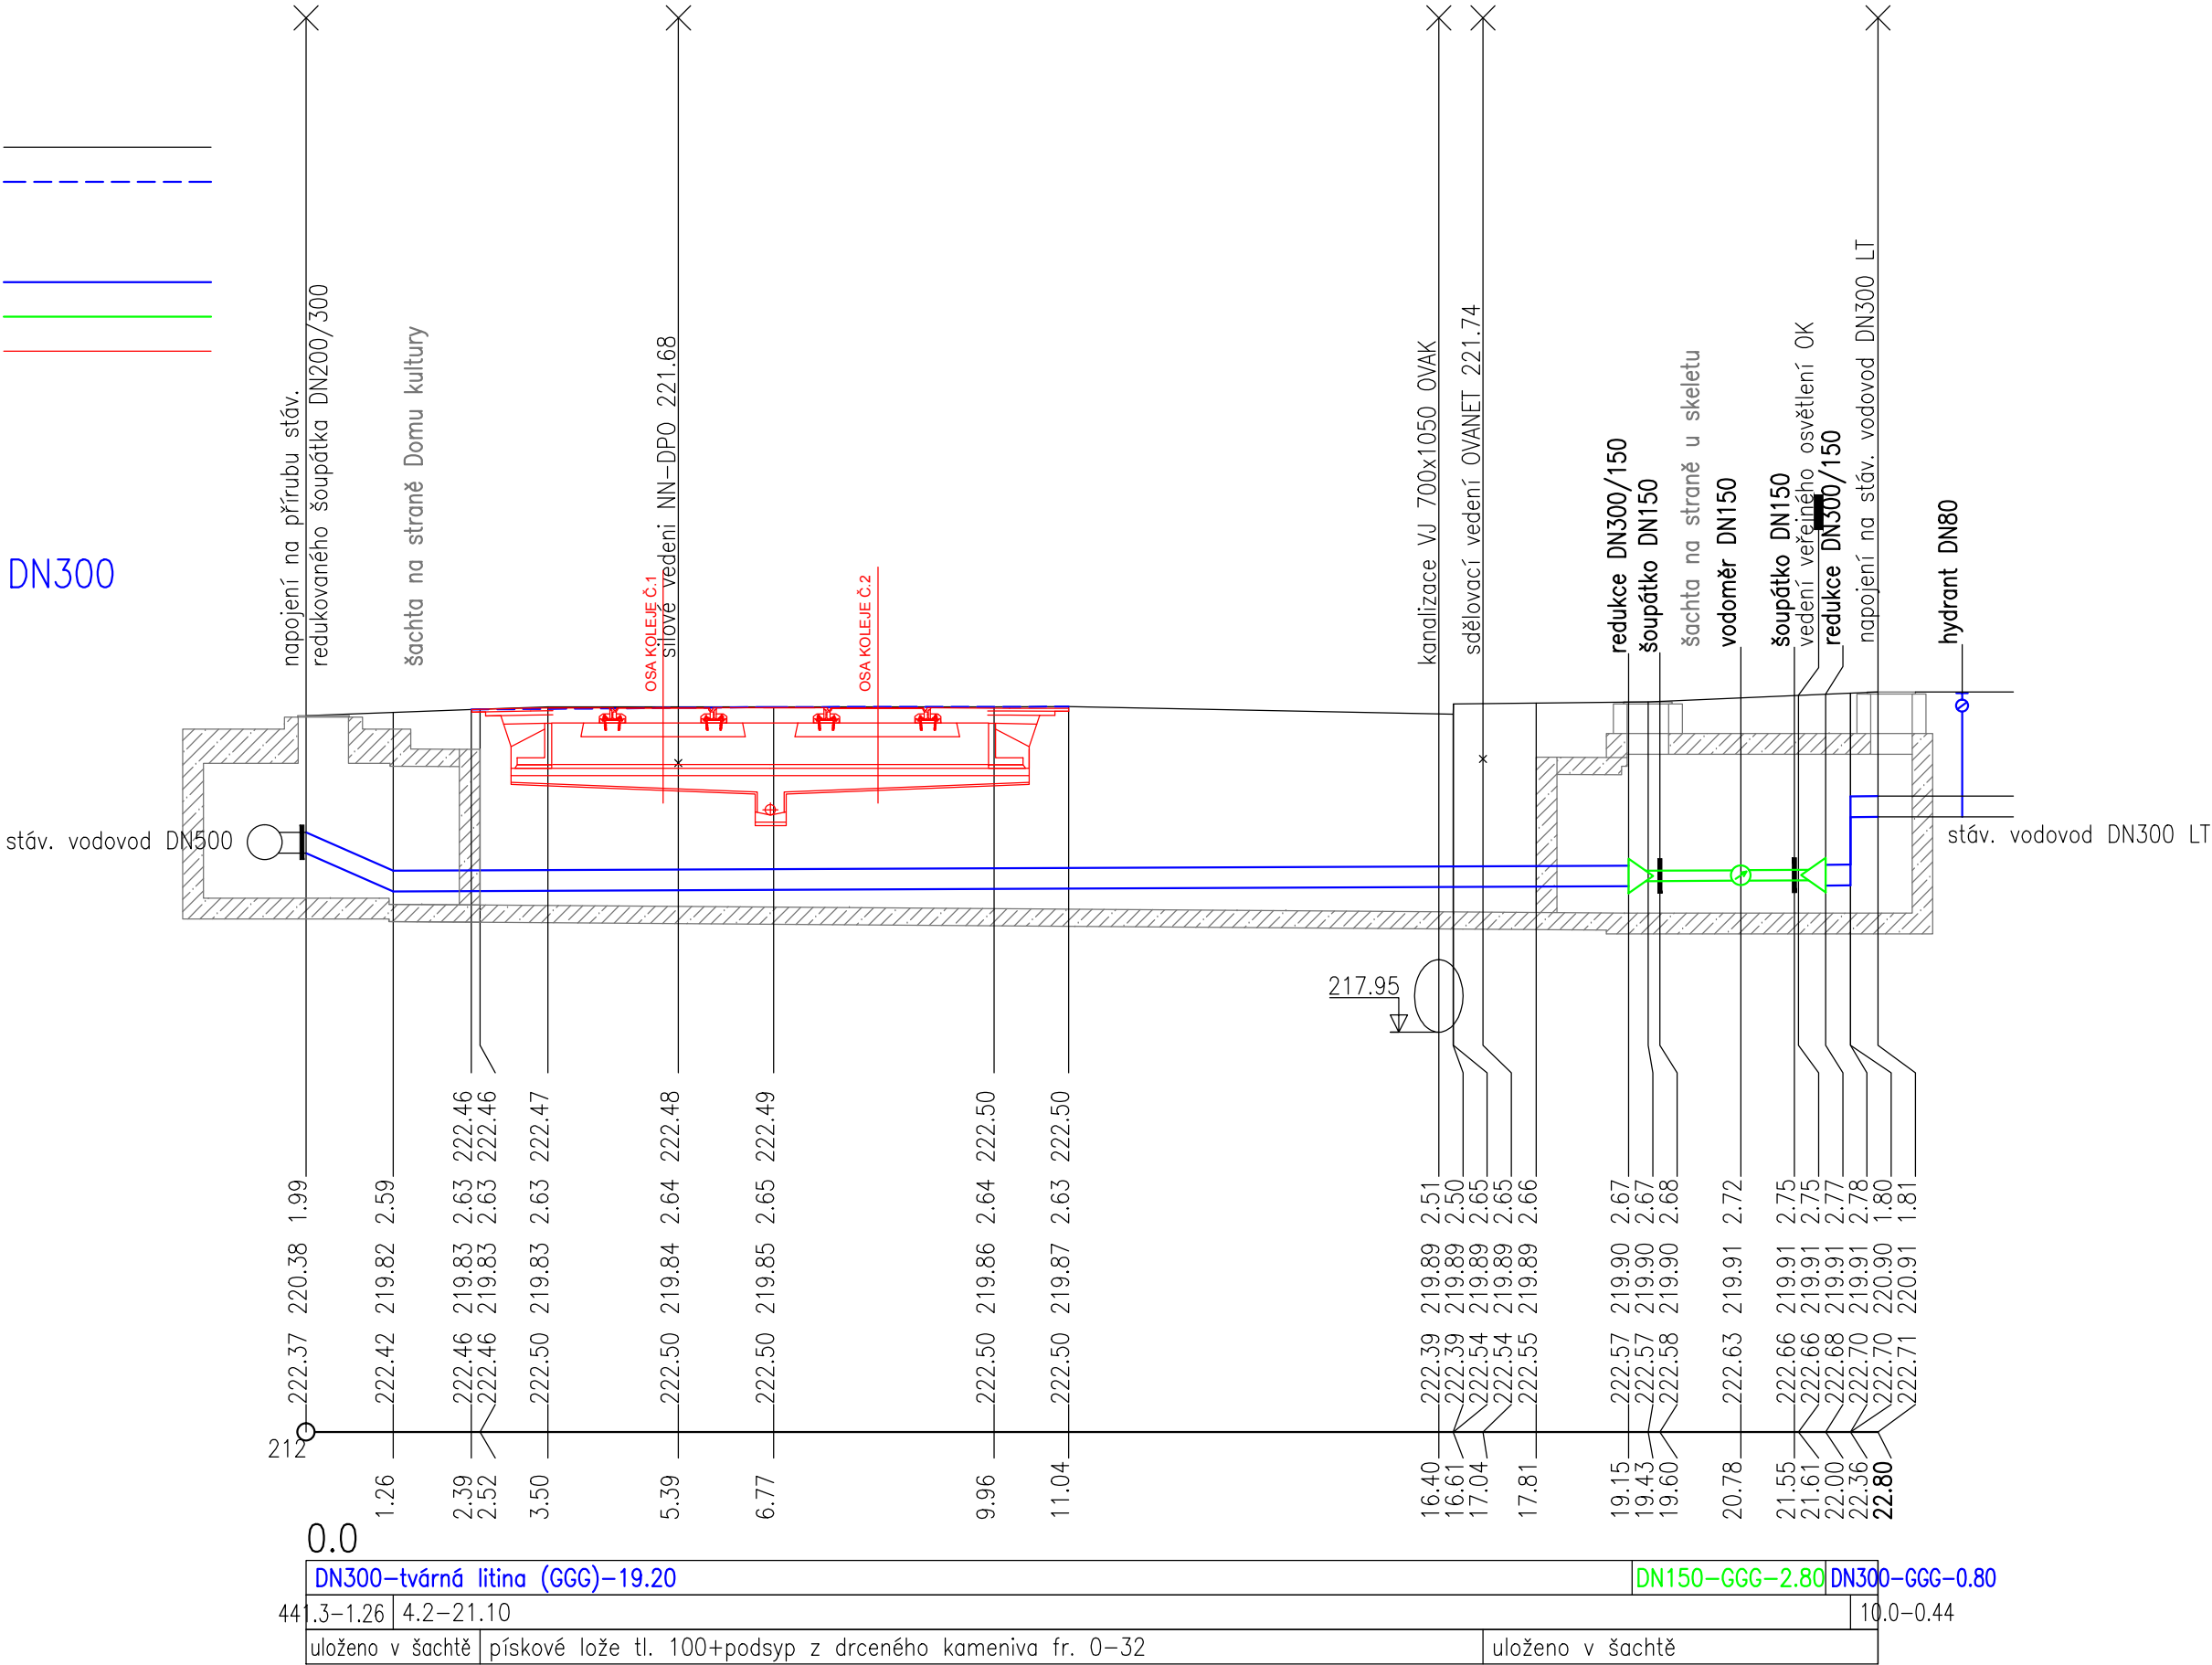 napojení na přírubu stáv.
redukovaného šoupátka DN200/300
šachta na straně Domu kultury
silové vedeni NN-DPO 221.68
OSA KOLEJE Č.1
OSA KOLEJE Č.2
kanalizace VJ 700x1050 OVAK
sdělovací vedení OVANET 221.74
redukce DN300/150
šoupátko DN150
šachta na straně u skeletu
vodoměr DN150
šoupátko DN150
vedení veřejného osvětlení OK
redukce DN300/150
napojení na stáv. vodovod DN300 LT
hydrant DN80
DN300
stáv. vodovod DN500
stáv. vodovod DN300 LT
217.95
222.37 220.38 1.99
222.42 219.82 2.59
222.46 219.83 2.63 222.46
222.46 219.83 2.63 222.46
222.50 219.83 2.63 222.47
222.50 219.84 2.64 222.48
222.50 219.85 2.65 222.49
222.50 219.86 2.64 222.50
222.50 219.87 2.63 222.50
222.39 219.89 2.51
222.39 219.89 2.50
222.54 219.89 2.65
222.54 219.89 2.65
222.55 219.89 2.66
222.57 219.90 2.67
222.57 219.90 2.67
222.58 219.90 2.68
222.63 219.91 2.72
222.66 219.91 2.75
222.66 219.91 2.75
222.68 219.91 2.77
222.70 219.91 2.78
222.70 220.90 1.80
222.71 220.91 1.81
212
1.26
2.39
2.52
3.50
5.39
6.77
9.96
11.04
16.40
16.61
17.04
17.81
19.15
19.43
19.60
20.78
21.55
21.61
22.00
22.36
22.80
0.0
DN300-tvárná litina (GGG)-19.20
DN150-GGG-2.80
DN300-GGG-0.80
441.3-1.26
4.2-21.10
10.0-0.44
uloženo v šachtě
pískové lože tl. 100+podsyp z drceného kameniva fr. 0-32
uloženo v šachtě